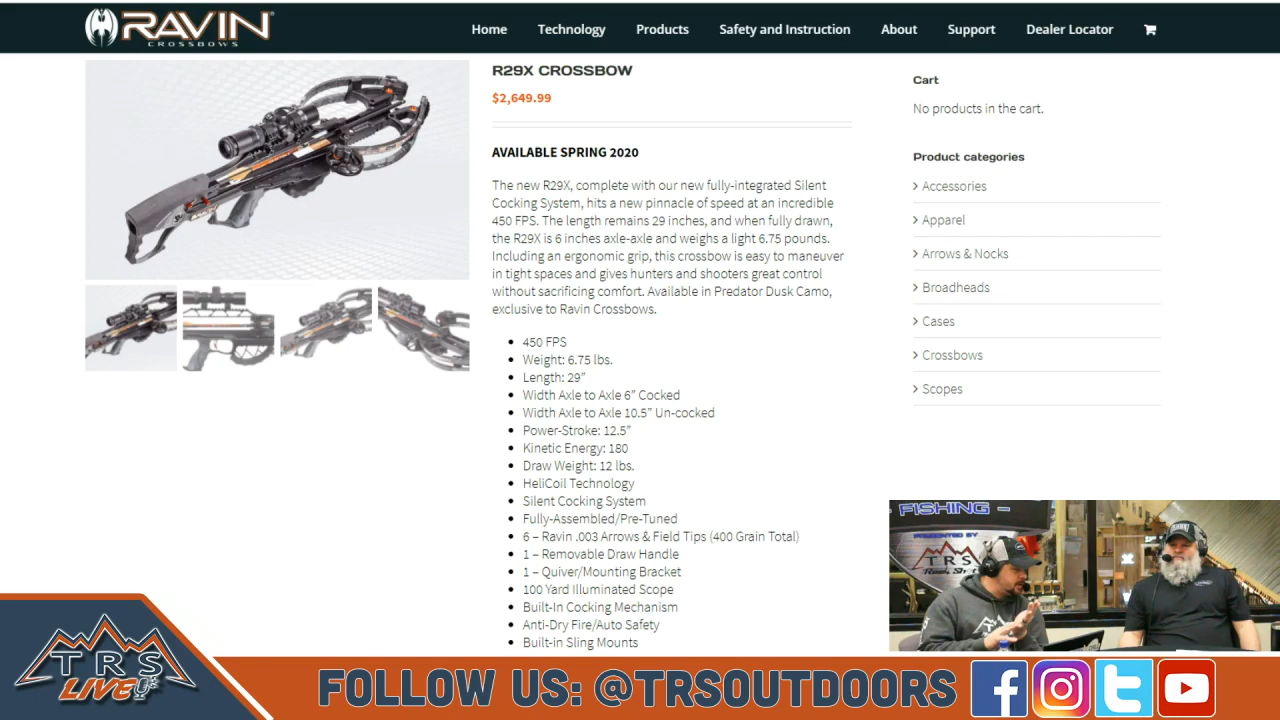 RAVIN
CROSSBOWS
Home Technology Products Safety and Instruction About Support Dealer Locator
R29X CROSSBOW
$2,649.99
AVAILABLE SPRING 2020
The new R29X, complete with our new fully-integrated Silent
Cocking System, hits a new pinnacle of speed at an incredible
450 FPS. The length remains 29 inches, and when fully drawn,
the R29X is 6 inches axle-axle and weighs a light 6.75 pounds.
Including an ergonomic grip, this crossbow is easy to maneuver
in tight spaces and gives hunters and shooters great control
without sacrificing comfort. Available in Predator Dusk Camo,
exclusive to Ravin Crossbows.
450 FPS
Weight: 6.75 lbs.
Length: 29”
Width Axle to Axle 6” Cocked
Width Axle to Axle 10.5” Un-cocked
Power-Stroke: 12.5”
Kinetic Energy: 180
Draw Weight: 12 lbs.
HeliCoil Technology
Silent Cocking System
Fully-Assembled/Pre-Tuned
6 – Ravin .003 Arrows & Field Tips (400 Grain Total)
1 – Removable Draw Handle
1 – Quiver/Mounting Bracket
100 Yard Illuminated Scope
Built-In Cocking Mechanism
Anti-Dry Fire/Auto Safety
Built-in Sling Mounts
Cart
No products in the cart.
Product categories
Accessories
Apparel
Arrows & Nocks
Broadheads
Cases
Crossbows
Scopes
- FISHING -
PRESENTED BY
TRS
TRS
LIVE
FOLLOW US: @TRSOUTDOORS